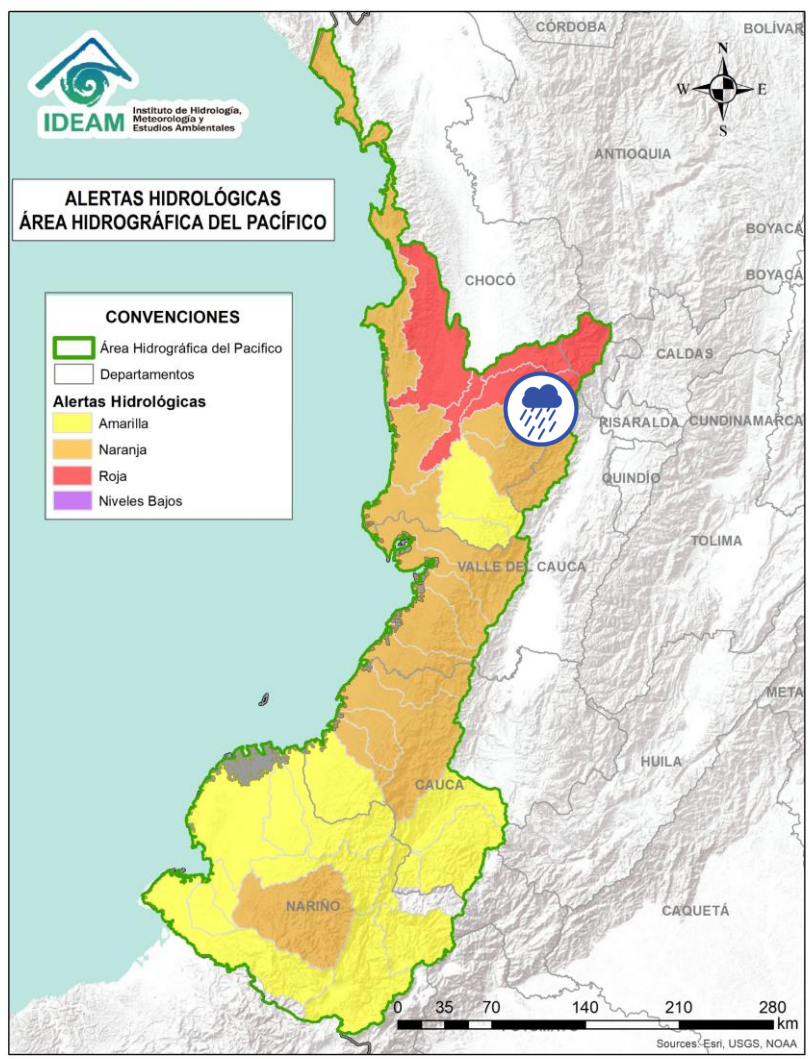 CÓRDOBA
BOLÍVAR
IDEAM
Instituto de Hidrología,
Meteorología y
Estudios Ambientales
N
W E
S
ANTIOQUIA
ALERTAS HIDROLÓGICAS
ÁREA HIDROGRÁFICA DEL PACÍFICO
BOYACÁ
BOYACÁ
CHOCÓ
CONVENCIONES
Área Hidrográfica del Pacifico
Departamentos
Alertas Hidrológicas
Amarilla
Naranja
Roja
Niveles Bajos
CALDAS
RISARALDA
CUNDINAMARCA
QUINDÍO
TOLIMA
VALLE DEL CAUCA
META
HUILA
CAUCA
NARIÑO
CAQUETÁ
0 35 70 140 210 280
km
Sources: Esri, USGS, NOAA